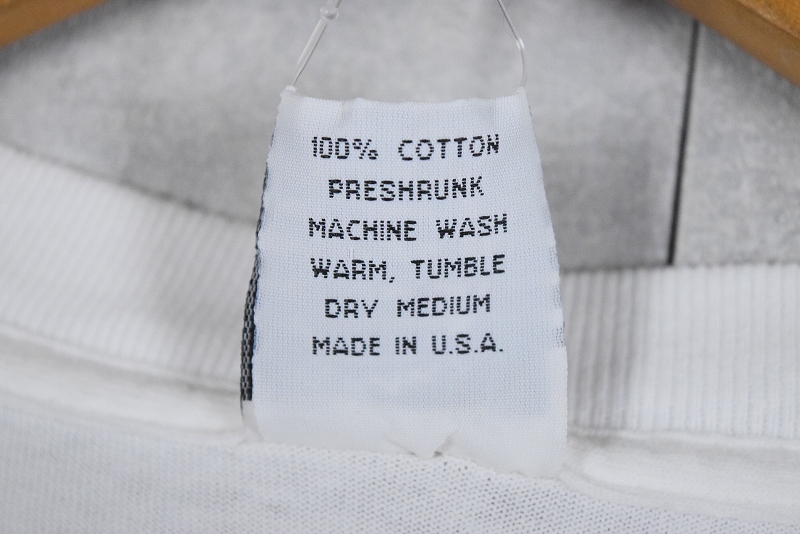 100% COTTON
PRESHRUNK
MACHINE WASH
WARM, TUMBLE
DRY MEDIUM
MADE IN U.S.A.